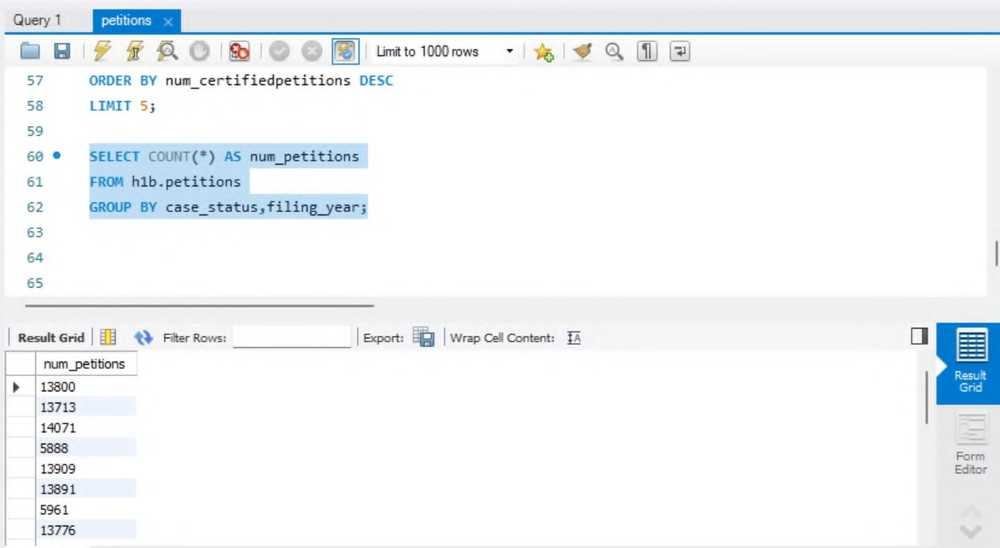 Query 1
petitions
Limit to 1000 rows
57 ORDER BY num_certifiedpetitions DESC
58 LIMIT 5;
59
60 SELECT COUNT(*) AS num_petitions
61 FROM h1b.petitions
62 GROUP BY case_status,filing_year;
63
64
65
Result Grid
Filter Rows:
Export:
Wrap Cell Content:
Result
Grid
Form
Editor
num_petitions
13800
13713
14071
5888
13909
13891
5961
13776